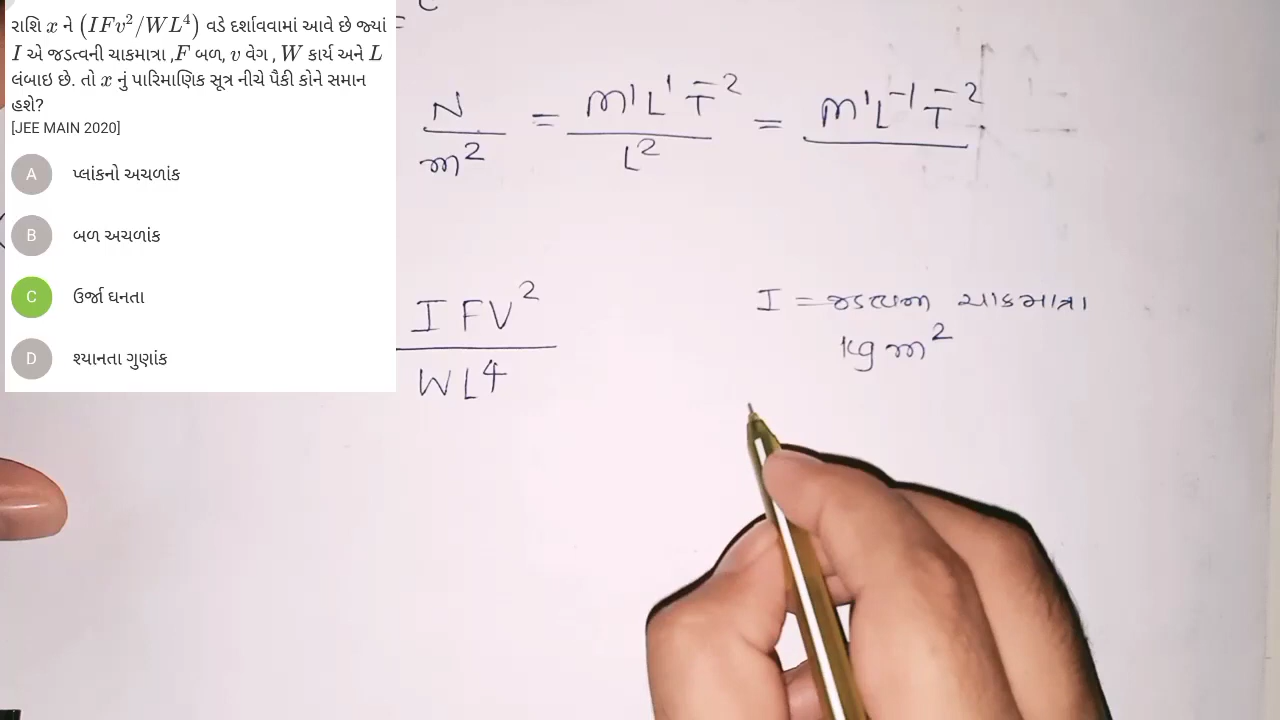 રાશિ x ને (IFv²/WL⁴) વડે દર્શાવવામાં આવે છે જ્યાં
I એ જડત્વની ચાકમાત્રા ,F બળ, v વેગ , W કાર્ય અને L
લંબાઇ છે. તો x નું પારિમાણિક સૂત્ર નીચે પૈકી કોને સમાન
હશે?
[JEE MAIN 2020]
A પ્લાંકનો અચળાંક
B બળ અચળાંક
C ઉર્જા ઘનતા
D શ્યાનતા ગુણાંક
N/m² = M¹L¹T⁻²/L² = M¹L⁻¹T⁻²
IFV²/WL⁴
I = જડત્વના ચાકમાત્રા
kg m²